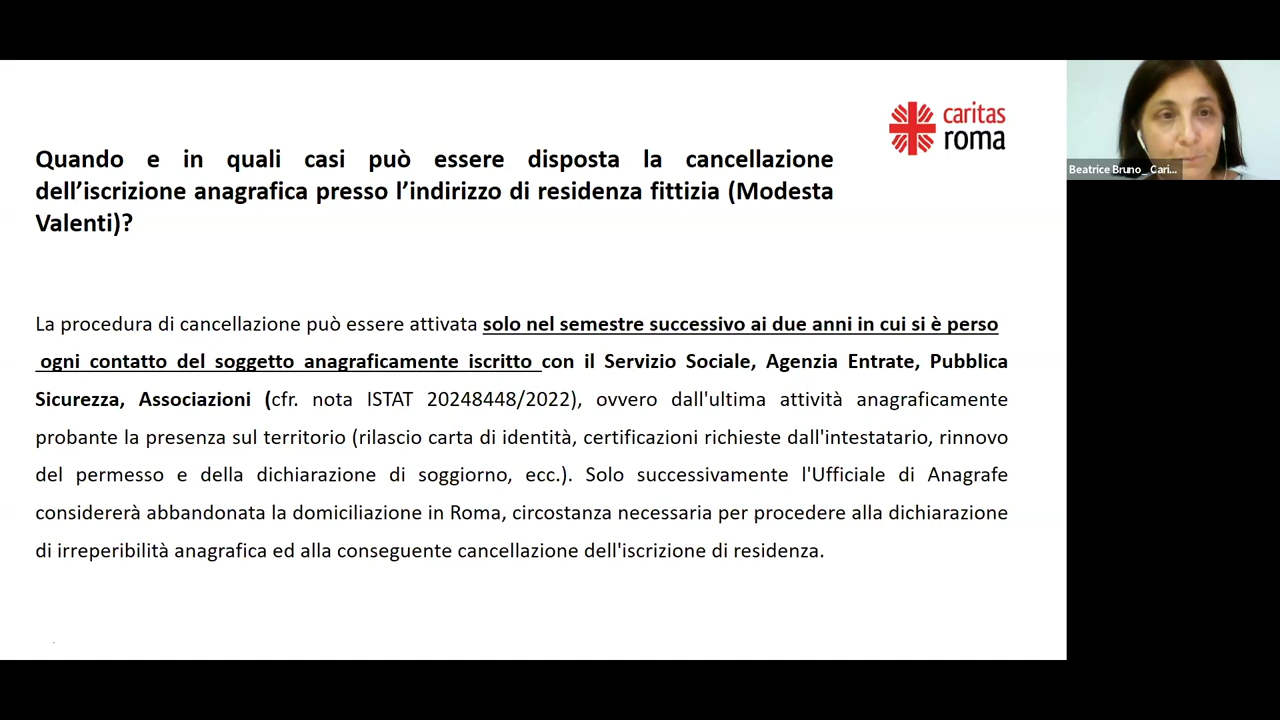 caritas
roma
Quando e in quali casi può essere disposta la cancellazione
dell’iscrizione anagrafica presso l’indirizzo di residenza fittizia (Modesta
Valenti)?
La procedura di cancellazione può essere attivata solo nel semestre successivo ai due anni in cui si è perso
ogni contatto del soggetto anagraficamente iscritto con il Servizio Sociale, Agenzia Entrate, Pubblica
Sicurezza, Associazioni (cfr. nota ISTAT 20248448/2022), ovvero dall'ultima attività anagraficamente
probante la presenza sul territorio (rilascio carta di identità, certificazioni richieste dall'intestatario, rinnovo
del permesso e della dichiarazione di soggiorno, ecc.). Solo successivamente l'Ufficiale di Anagrafe
considererà abbandonata la domiciliazione in Roma, circostanza necessaria per procedere alla dichiarazione
di irreperibilità anagrafica ed alla conseguente cancellazione dell'iscrizione di residenza.
Beatrice Bruno_ Cari...